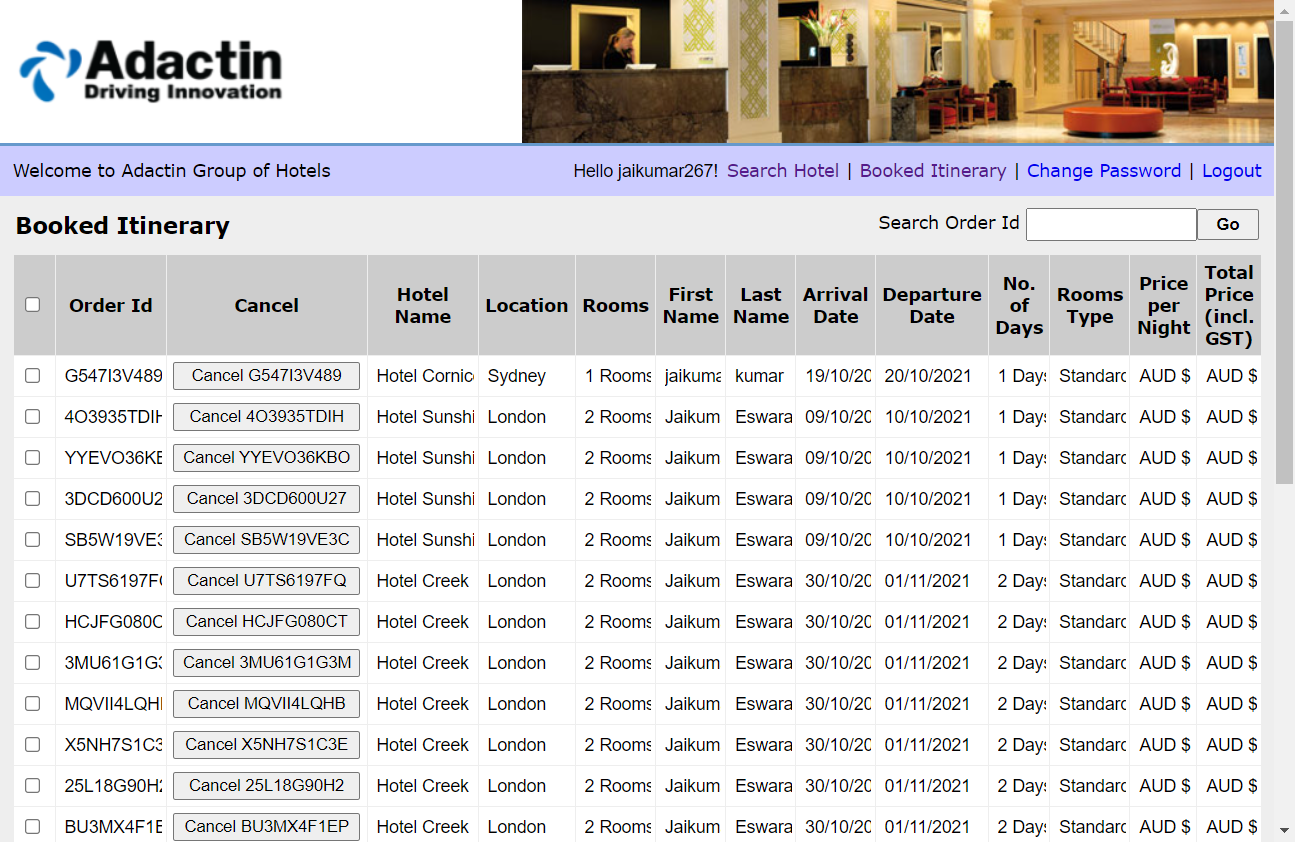 Adactin
Driving Innovation
Welcome to Adactin Group of Hotels Hello jaikumar267! Search Hotel | Booked Itinerary | Change Password | Logout
Booked Itinerary Search Order Id Go
Order Id Cancel Hotel Name Location Rooms First Name Last Name Arrival Date Departure Date No. of Days Rooms Type Price per Night Total Price (incl. GST)
G547I3V489 Cancel G547I3V489 Hotel Cornic Sydney 1 Rooms jaikuma kumar 19/10/20 20/10/2021 1 Days Standard AUD $ AUD $
4O3935TDIH Cancel 4O3935TDIH Hotel Sunshi London 2 Rooms Jaikum Eswara 09/10/20 10/10/2021 1 Days Standard AUD $ AUD $
YYEVO36KB Cancel YYEVO36KBO Hotel Sunshi London 2 Rooms Jaikum Eswara 09/10/20 10/10/2021 1 Days Standard AUD $ AUD $
3DCD600U2 Cancel 3DCD600U27 Hotel Sunshi London 2 Rooms Jaikum Eswara 09/10/20 10/10/2021 1 Days Standard AUD $ AUD $
SB5W19VE3 Cancel SB5W19VE3C Hotel Sunshi London 2 Rooms Jaikum Eswara 09/10/20 10/10/2021 1 Days Standard AUD $ AUD $
U7TS6197F Cancel U7TS6197FQ Hotel Creek London 2 Rooms Jaikum Eswara 30/10/20 01/11/2021 2 Days Standard AUD $ AUD $
HCJFG080C Cancel HCJFG080CT Hotel Creek London 2 Rooms Jaikum Eswara 30/10/20 01/11/2021 2 Days Standard AUD $ AUD $
3MU61G1G3 Cancel 3MU61G1G3M Hotel Creek London 2 Rooms Jaikum Eswara 30/10/20 01/11/2021 2 Days Standard AUD $ AUD $
MQVII4LQH Cancel MQVII4LQHB Hotel Creek London 2 Rooms Jaikum Eswara 30/10/20 01/11/2021 2 Days Standard AUD $ AUD $
X5NH7S1C3 Cancel X5NH7S1C3E Hotel Creek London 2 Rooms Jaikum Eswara 30/10/20 01/11/2021 2 Days Standard AUD $ AUD $
25L18G90H2 Cancel 25L18G90H2 Hotel Creek London 2 Rooms Jaikum Eswara 30/10/20 01/11/2021 2 Days Standard AUD $ AUD $
BU3MX4F1E Cancel BU3MX4F1EP Hotel Creek London 2 Rooms Jaikum Eswara 30/10/20 01/11/2021 2 Days Standard AUD $ AUD $